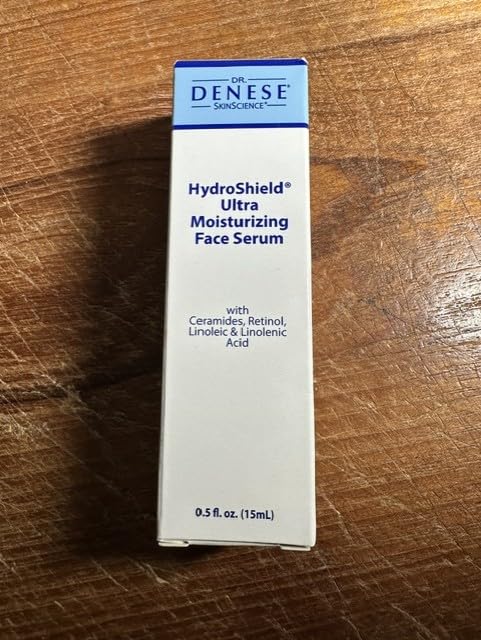 DR.
DENESE®
SKINSCIENCE®
HydroShield®
Ultra
Moisturizing
Face Serum
with
Ceramides, Retinol,
Linoleic & Linolenic
Acid
0.5 fl. oz. (15mL)